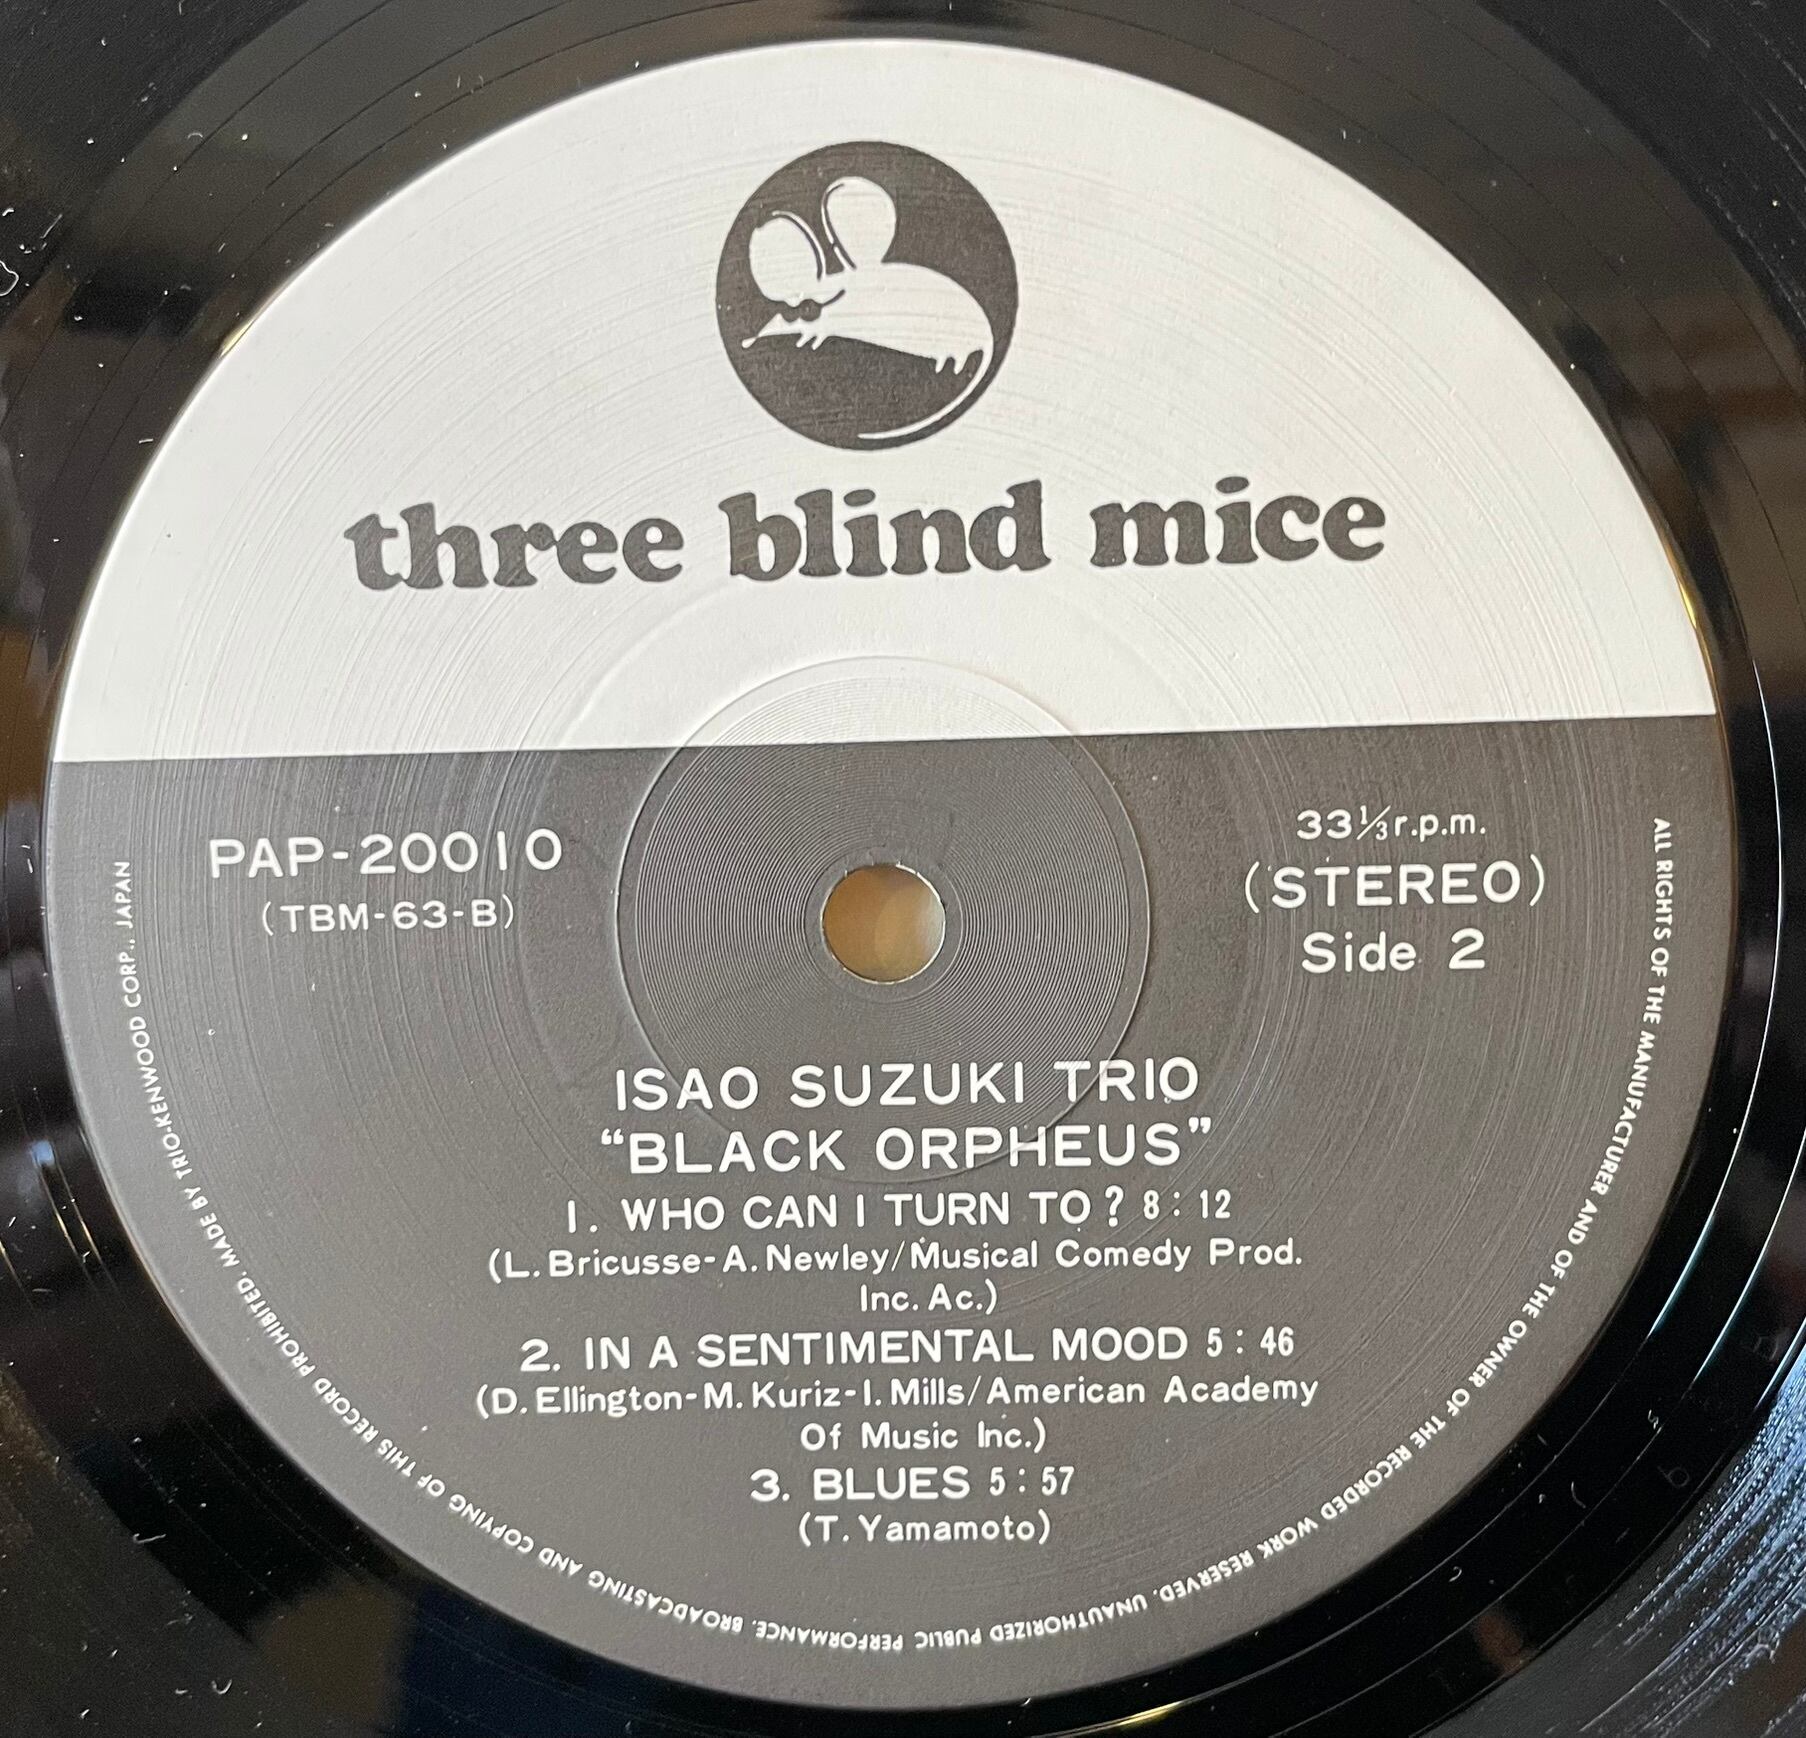 three blind mice
PAP-20010
(TBM-63-B)
33⅓r.p.m.
(STEREO)
Side 2
ISAO SUZUKI TRIO
“BLACK ORPHEUS”
1. WHO CAN I TURN TO? 8:12
(L. Bricusse-A. Newley/Musical Comedy Prod.
Inc. Ac.)
2. IN A SENTIMENTAL MOOD 5:46
(D. Ellington-M. Kuriz-I. Mills/American Academy
Of Music Inc.)
3. BLUES 5:57
(T. Yamamoto)
ALL RIGHTS OF THE MANUFACTURER AND OF THE OWNER OF THE RECORDED WORK RESERVED. UNAUTHORIZED PUBLIC PERFORMANCE, BROADCASTING AND COPYING OF THIS RECORD PROHIBITED. MADE BY TRIO-KENWOOD CORP., JAPAN